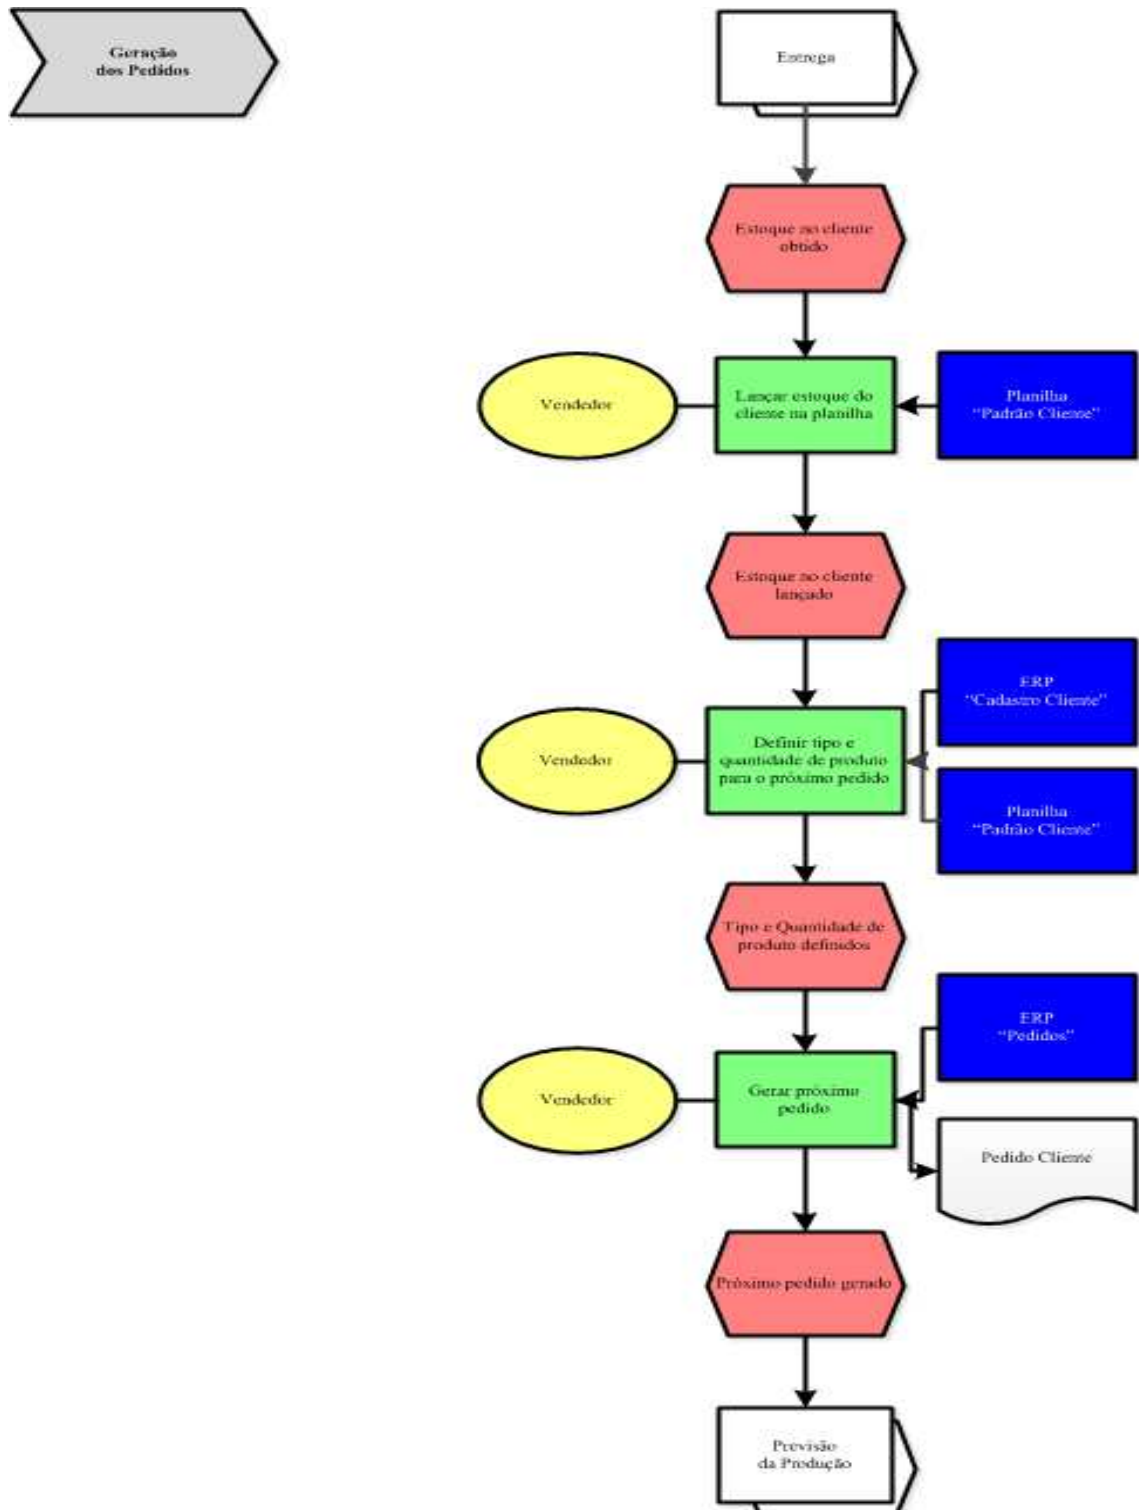 Geração
dos Pedidos
Entrega
Estoque no cliente
obtido
Vendedor
Lançar estoque do
cliente na planilha
Planilha
“Padrão Cliente”
Estoque no cliente
lançado
ERP
“Cadastro Cliente”
Vendedor
Definir tipo e
quantidade de produto
para o próximo pedido
Planilha
“Padrão Cliente”
Tipo e Quantidade de
produto definidos
ERP
“Pedidos”
Vendedor
Gerar próximo
pedido
Pedido Cliente
Próximo pedido gerado
Previsão
da Produção